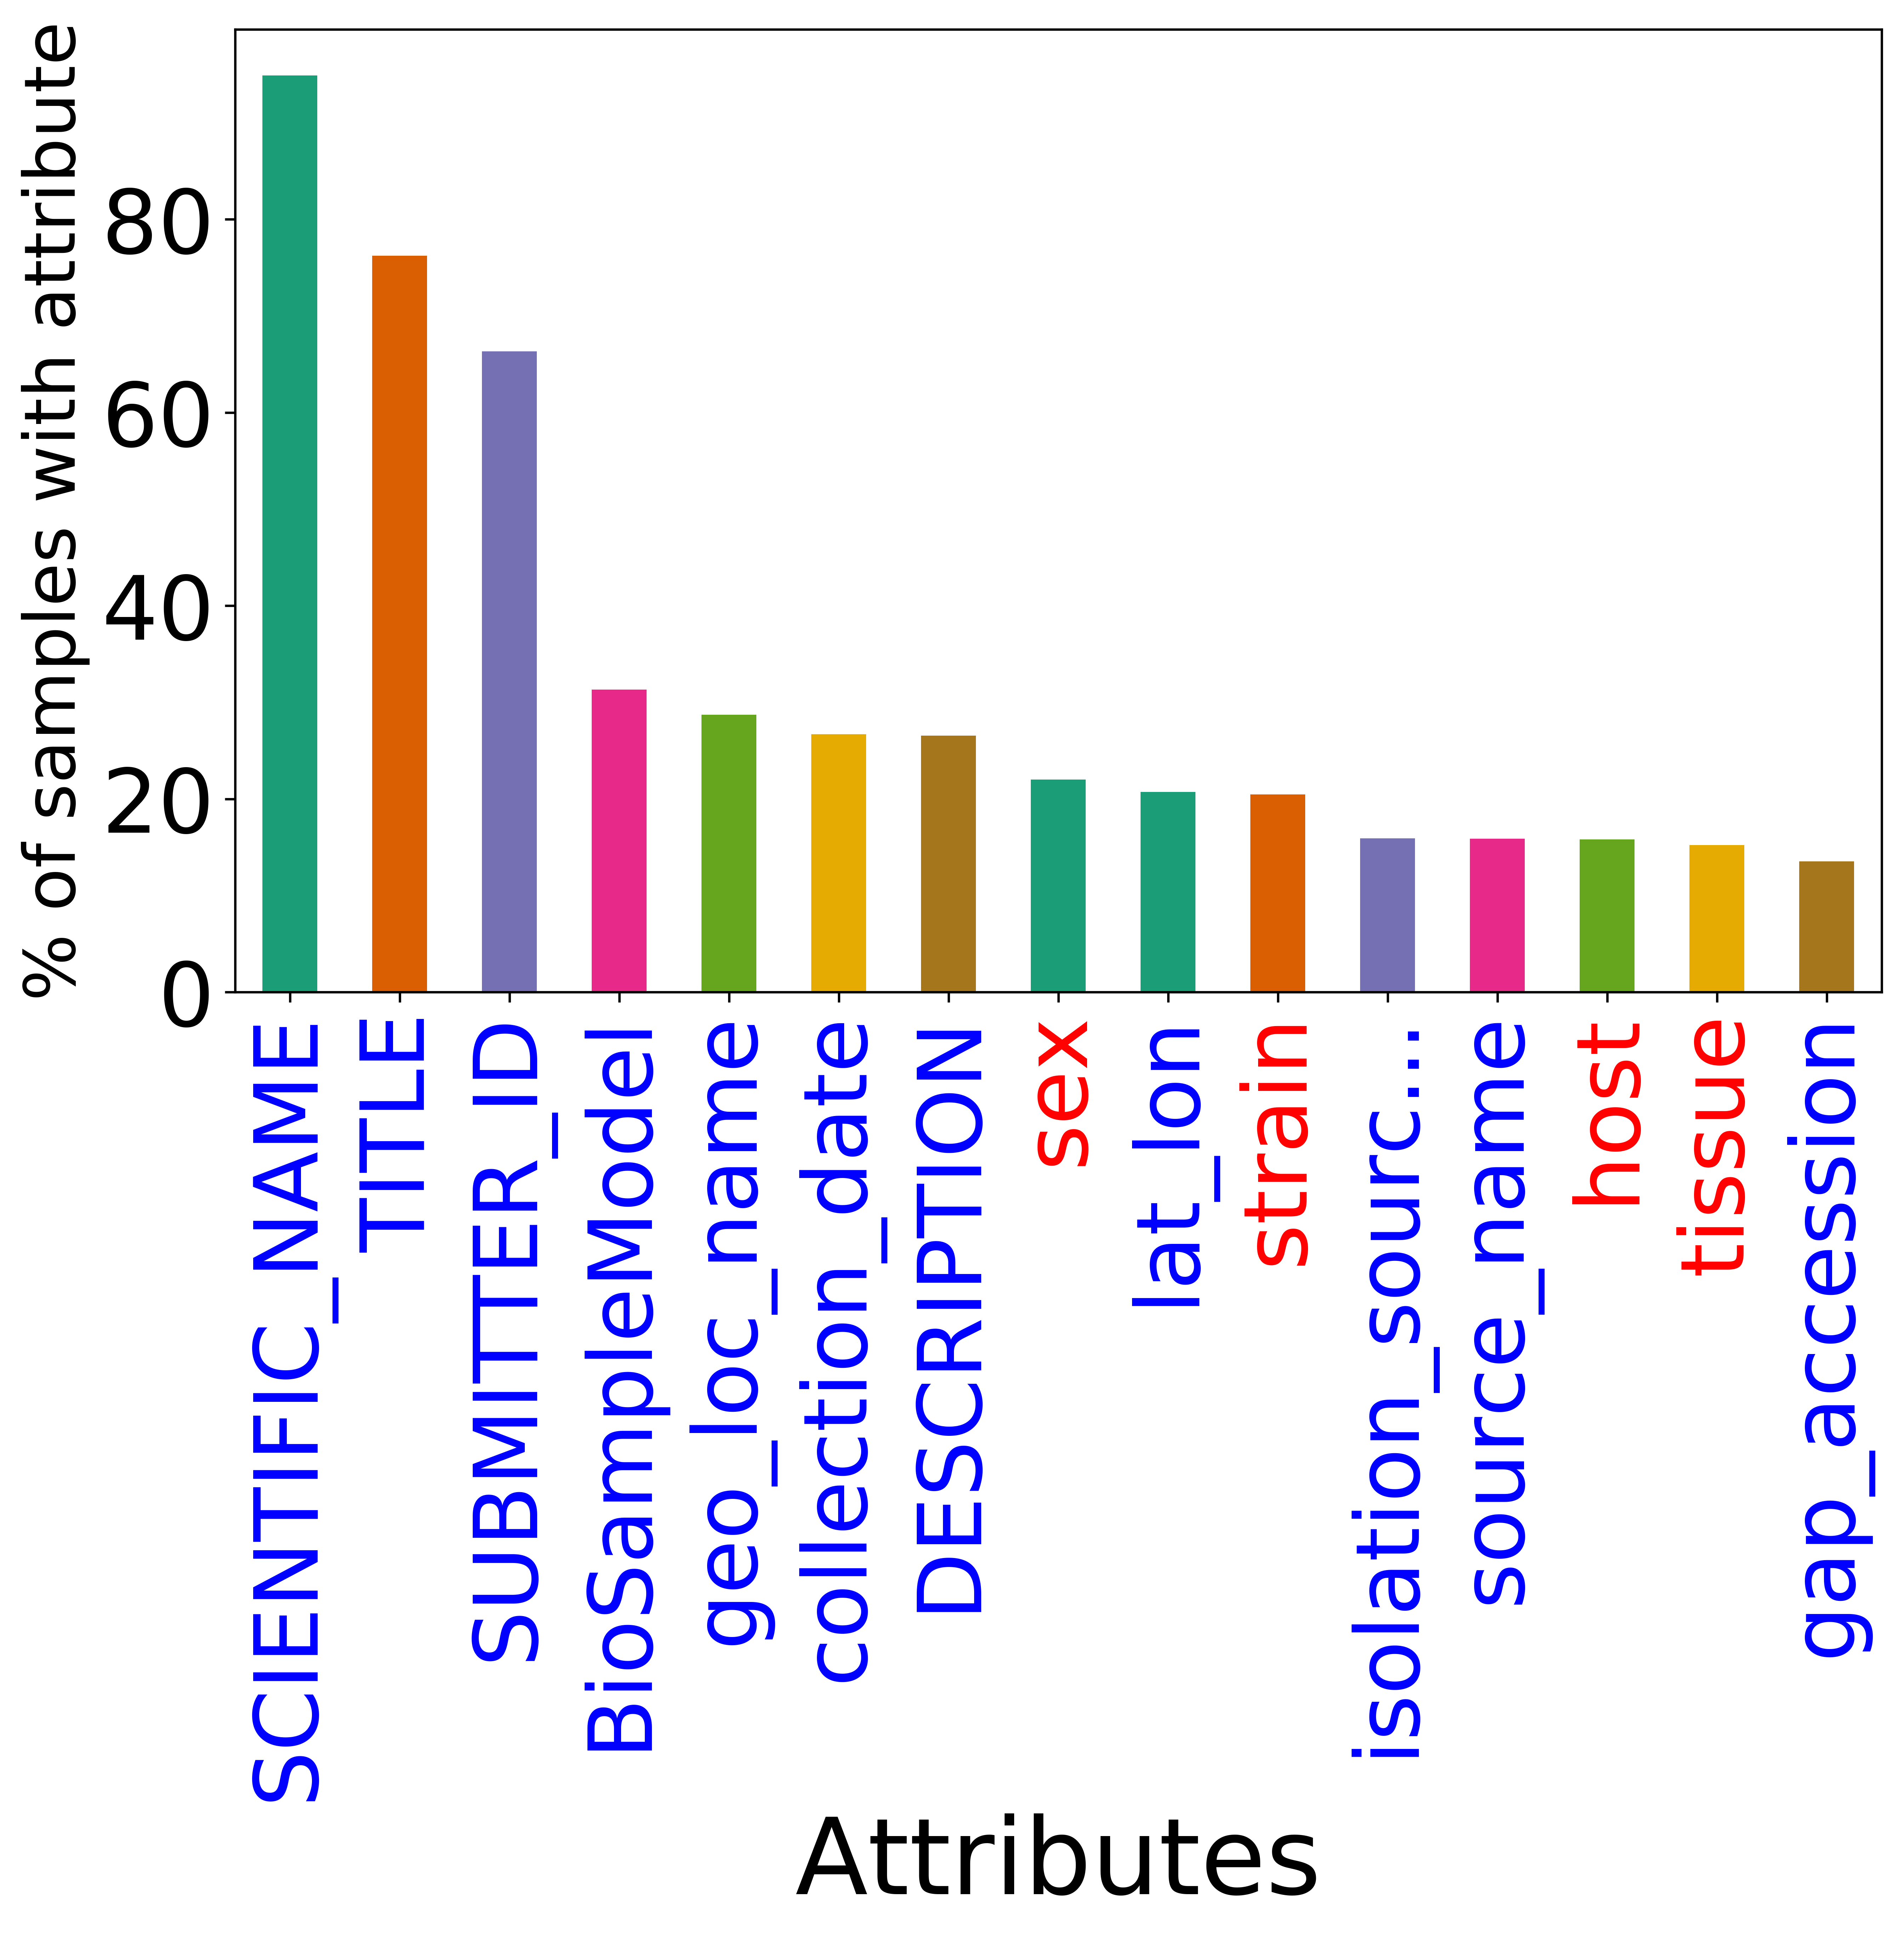 % of samples with attribute
80
60
40
20
0
SCIENTIFIC_NAME
TITLE
SUBMITTER_ID
BioSampleModel
geo_loc_name
collection_date
DESCRIPTION
sex
lat_lon
strain
isolation_sourc...
source_name
host
tissue
gap_accession
Attributes